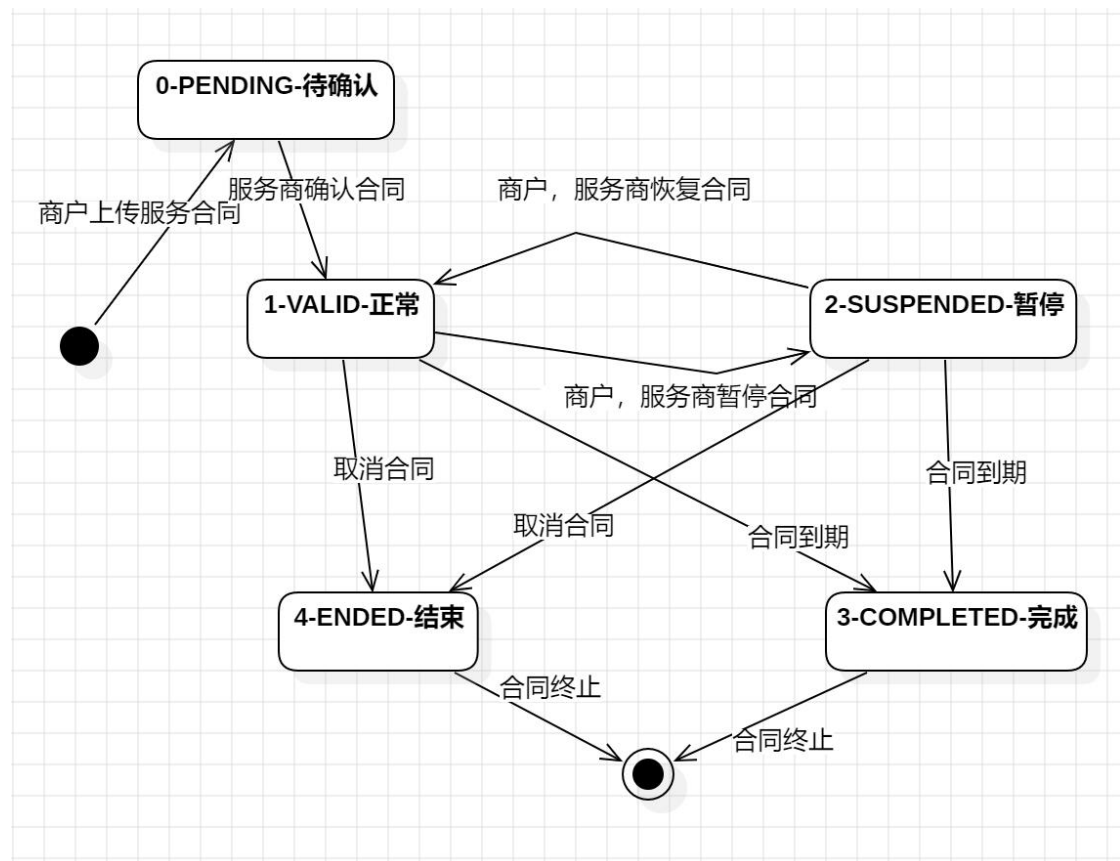 0-PENDING-待确认
服务商确认合同
商户，服务商恢复合同
商户上传服务合同
1-VALID-正常
2-SUSPENDED-暂停
商户，服务商暂停合同
取消合同
合同到期
取消合同
合同到期
4-ENDED-结束
3-COMPLETED-完成
合同终止
合同终止